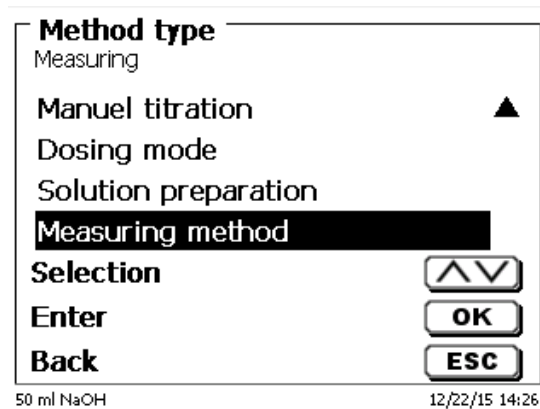 Method type
Measuring
Manuel titration
Dosing mode
Solution preparation
Measuring method
Selection
Enter OK
Back ESC
50 ml NaOH 12/22/15 14:26